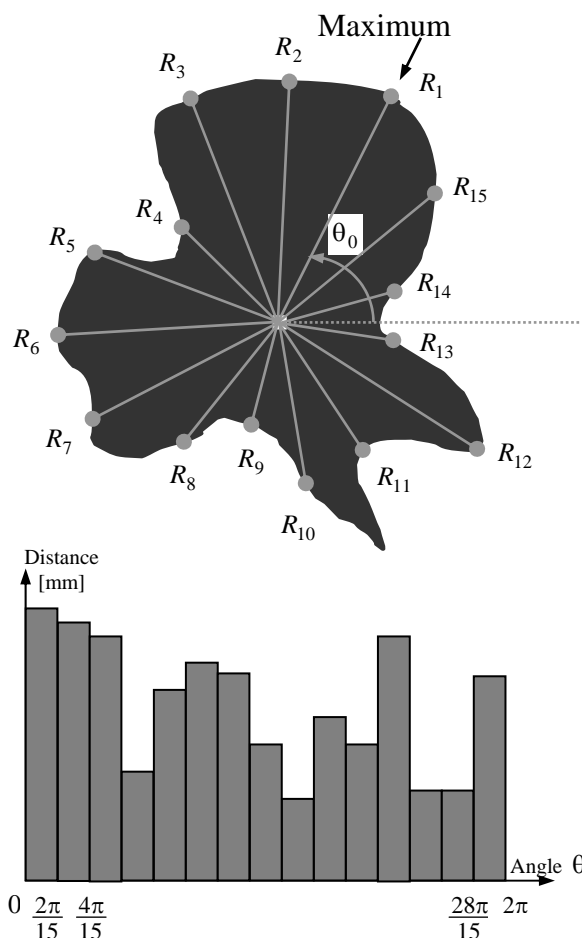 Maximum
R₂
R₃
R₁
R₁₅
R₄
θ₀
R₅
R₁₄
R₆
R₁₃
R₇
R₈
R₉
R₁₂
R₁₁
R₁₀
Distance
[mm]
Angle θ
0 2π/15 4π/15 28π/15 2π